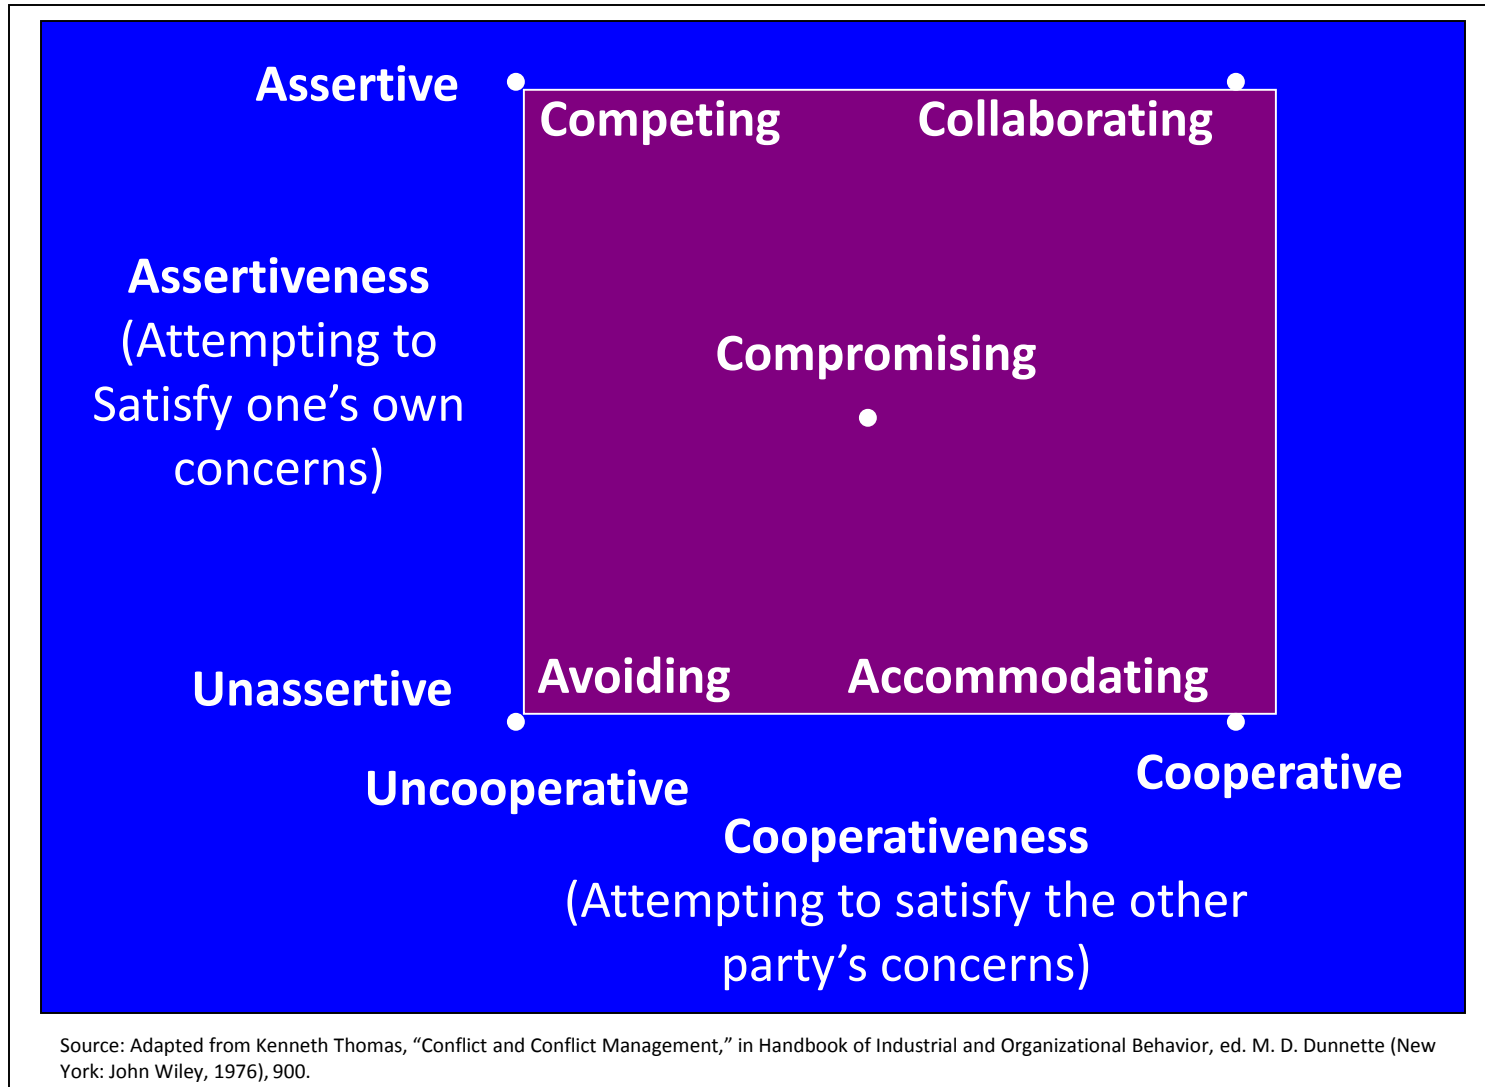 Assertive
Competing
Collaborating
Assertiveness
(Attempting to
Satisfy one’s own
concerns)
Compromising
Unassertive
Avoiding
Accommodating
Uncooperative
Cooperative
Cooperativeness
(Attempting to satisfy the other
party’s concerns)
Source: Adapted from Kenneth Thomas, “Conflict and Conflict Management,” in Handbook of Industrial and Organizational Behavior, ed. M. D. Dunnette (New
York: John Wiley, 1976), 900.